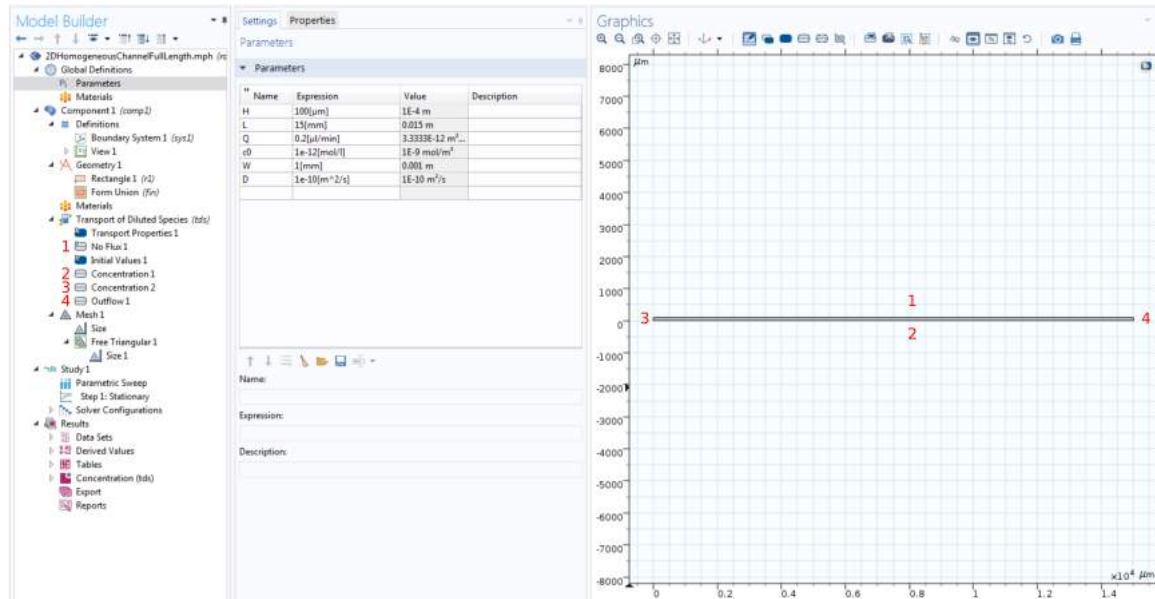 Model Builder
2DHomogeneousChannelFullLength.mph (rc
Global Definitions
Pi Parameters
Materials
Component 1 (comp1)
Definitions
Boundary System 1 (sys1)
View 1
Geometry 1
Rectangle 1 (r1)
Form Union (fin)
Materials
Transport of Diluted Species (tds)
Transport Properties 1
1 No Flux 1
Initial Values 1
2 Concentration 1
3 Concentration 2
4 Outflow 1
Mesh 1
Size
Free Triangular 1
Size 1
Study 1
Parametric Sweep
Step 1: Stationary
Solver Configurations
Results
Data Sets
Derived Values
Tables
Concentration (tds)
Export
Reports
Settings Properties
Parameters
Parameters
Name Expression Value Description
H 100[µm] 1E-4 m
L 15[mm] 0.015 m
Q 0.2[µl/min] 3.3333E-12 m³...
c0 1e-12[mol/l] 1E-9 mol/m³
W 1[mm] 0.001 m
D 1e-10[m^2/s] 1E-10 m²/s
Name:
Expression:
Description:
Graphics
µm
8000
7000
6000
5000
4000
3000
2000
1000
0
-1000
-2000
-3000
-4000
-5000
-6000
-7000
-8000
1
3 4
2
×10⁴ µm
0 0.2 0.4 0.6 0.8 1 1.2 1.4